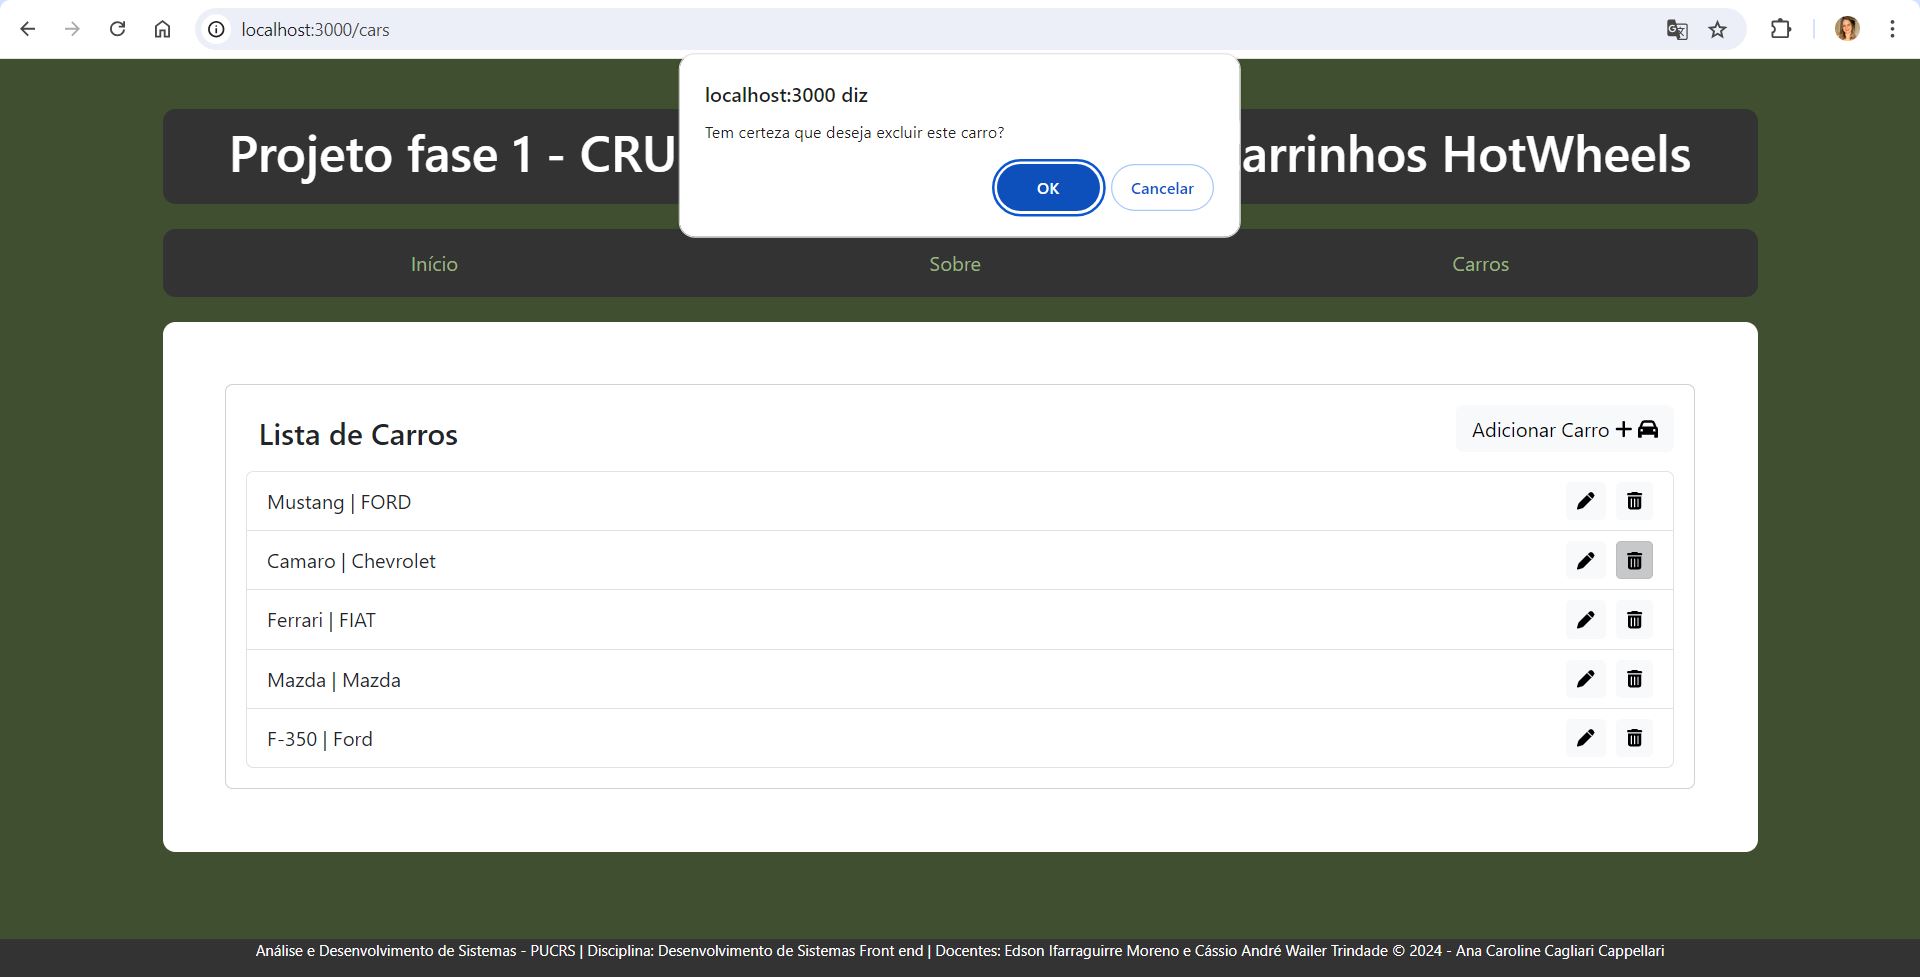 localhost:3000/cars
localhost:3000 diz
Tem certeza que deseja excluir este carro?
OK Cancelar
Projeto fase 1 - CRU arrinhos HotWheels
Início Sobre Carros
Lista de Carros
Adicionar Carro
Mustang | FORD
Camaro | Chevrolet
Ferrari | FIAT
Mazda | Mazda
F-350 | Ford
Análise e Desenvolvimento de Sistemas - PUCRS | Disciplina: Desenvolvimento de Sistemas Front end | Docentes: Edson Ifarraguirre Moreno e Cássio André Wailer Trindade © 2024 - Ana Caroline Cagliari Cappellari